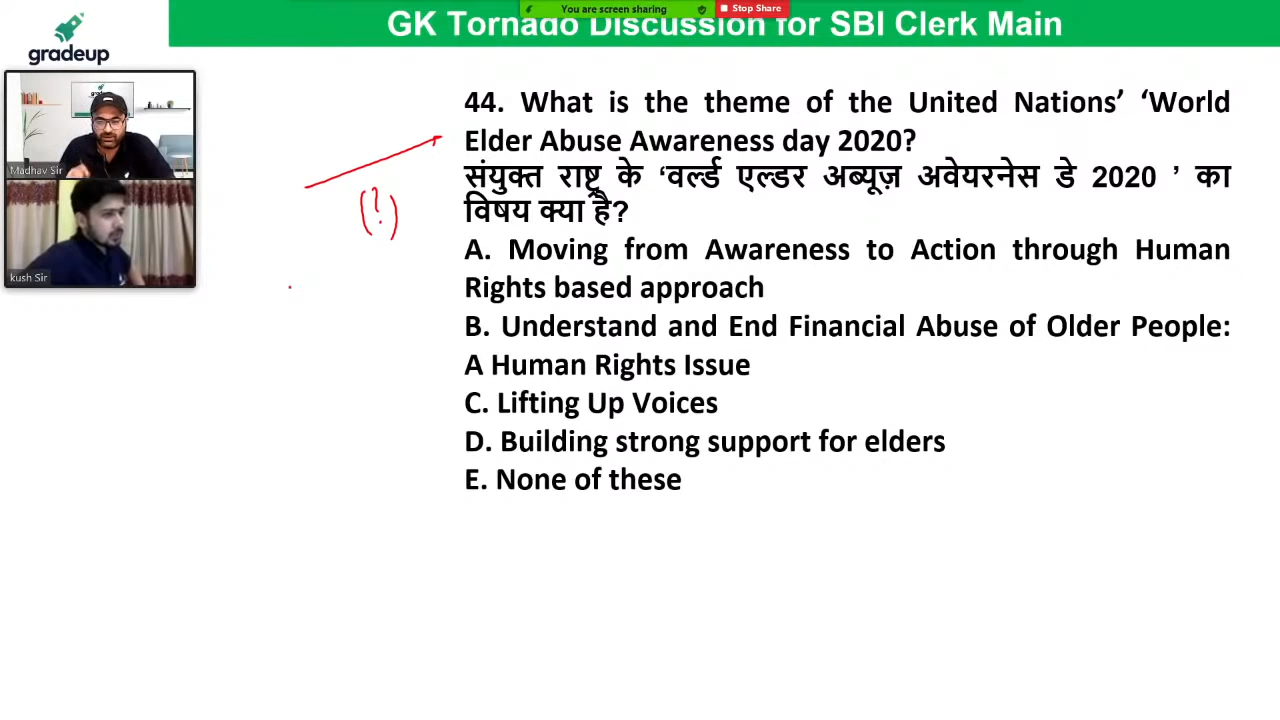 GK Tornado Discussion for SBI Clerk Main
You are screen sharing
Stop Share
gradeup
Madhav Sir
kush Sir
(?)
44. What is the theme of the United Nations’ ‘World
Elder Abuse Awareness day 2020?
संयुक्त राष्ट्र के ‘वर्ल्ड एल्डर अब्यूज़ अवेयरनेस डे 2020 ’ का
विषय क्या है?
A. Moving from Awareness to Action through Human
Rights based approach
B. Understand and End Financial Abuse of Older People:
A Human Rights Issue
C. Lifting Up Voices
D. Building strong support for elders
E. None of these